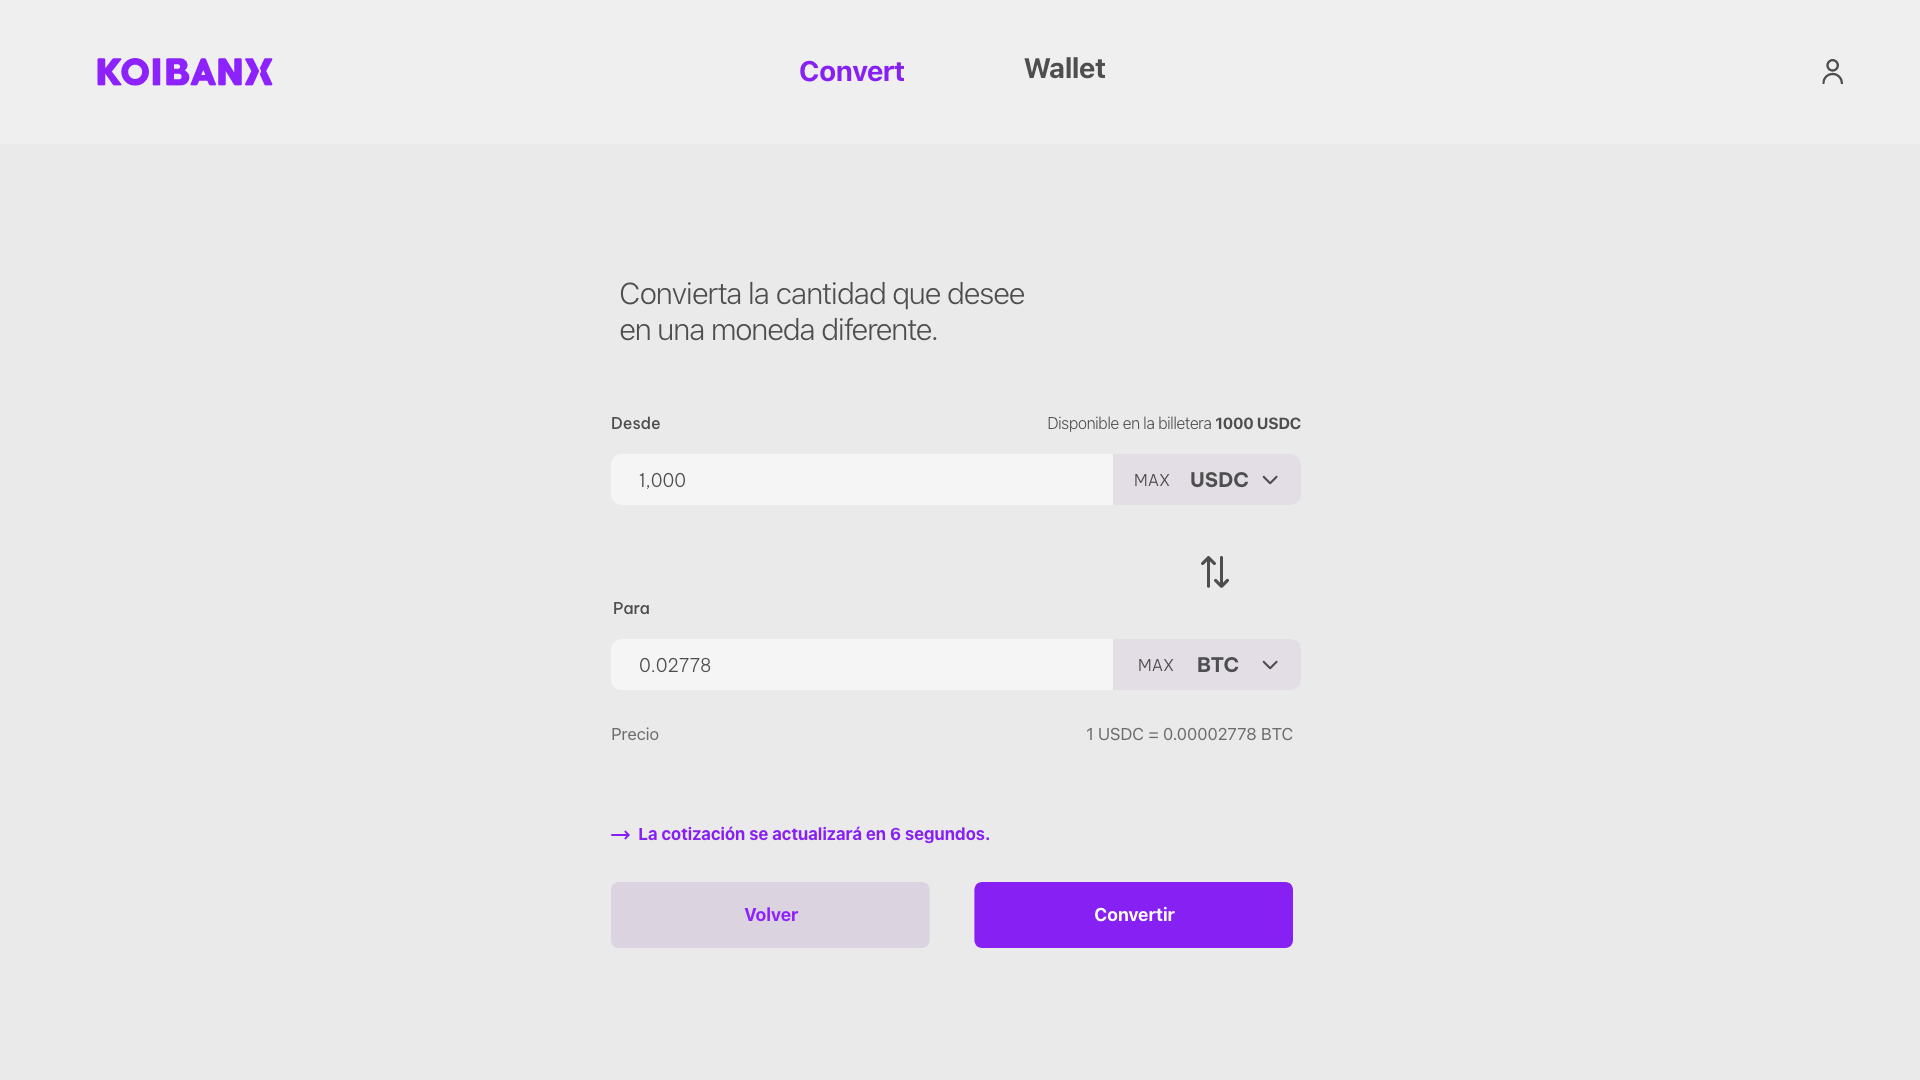 KOIBANX
Convert
Wallet
Convierta la cantidad que desee
en una moneda diferente.
Desde
Disponible en la billetera 1000 USDC
1,000
MAX USDC
Para
0.02778
MAX BTC
Precio
1 USDC = 0.00002778 BTC
→ La cotización se actualizará en 6 segundos.
Volver
Convertir